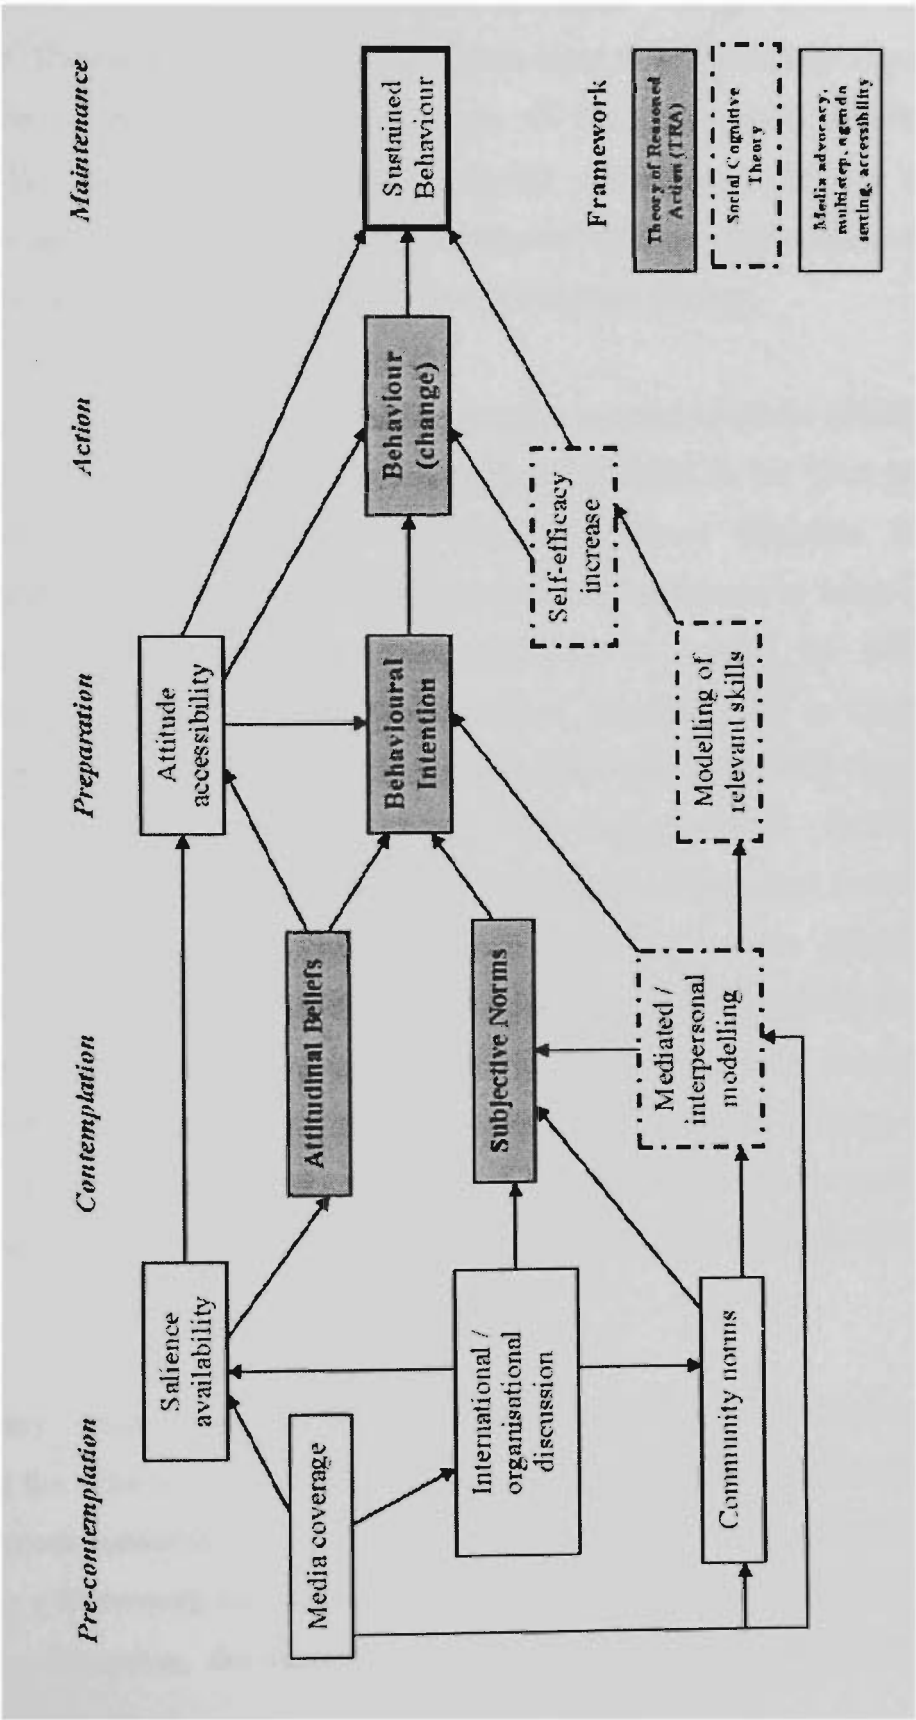 Pre-contemplation
Contemplation
Preparation
Action
Maintenance
Salience
availability
Attitude
accessibility
Media coverage
Attitudinal Beliefs
Behavioural
Intention
Behaviour
(change)
Sustained
Behaviour
International /
organisational
discussion
Subjective Norms
Self-efficacy
increase
Community norms
Mediated /
interpersonal
modelling
Modelling of
relevant skills
Framework
Theory of Reasoned
Action (TRA)
Social Cognitive
Theory
Media advocacy,
multistep, agenda
setting, accessibility